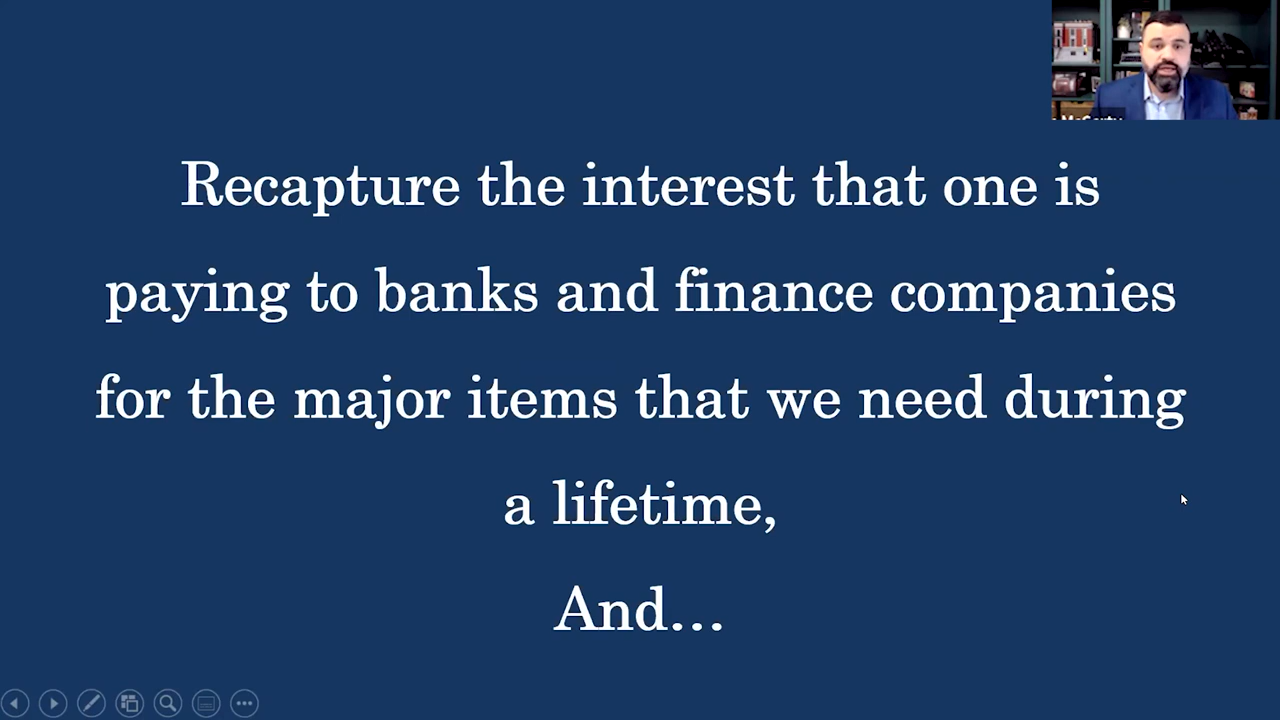 Recapture the interest that one is
paying to banks and finance companies
for the major items that we need during
a lifetime,
And…